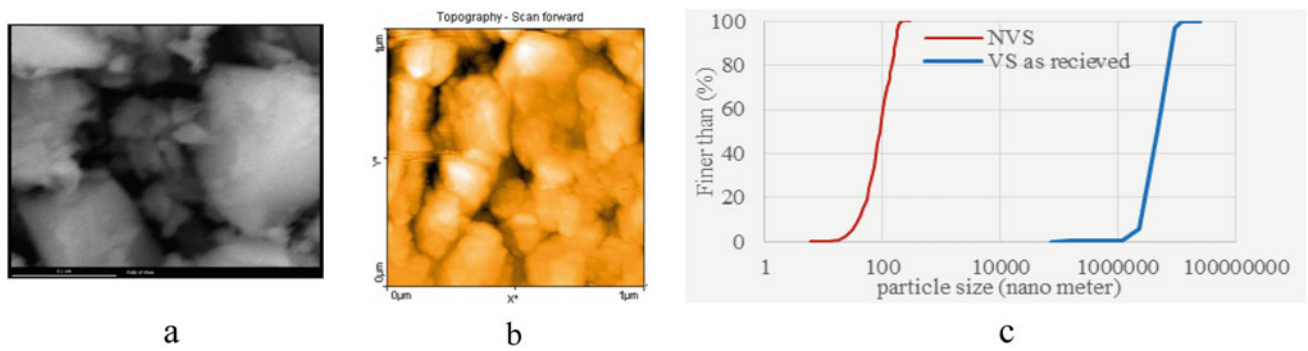 Topography - Scan forward
1µm
Y*
0µm
0µm
X*
1µm
NVS
VS as recieved
Finer than (%)
100
80
60
40
20
0
1
100
10000
1000000
100000000
particle size (nano meter)
a
b
c